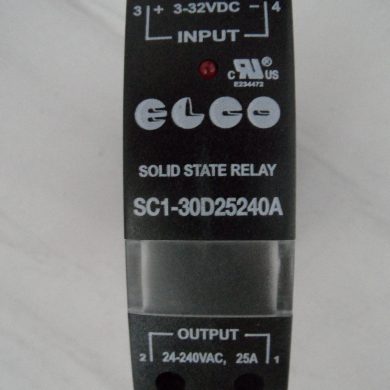 3 + 3-32VDC - 4
INPUT
C RU ® US
E234472
ELCO
SOLID STATE RELAY
SC1-30D25240A
OUTPUT
2 24-240VAC, 25A 1